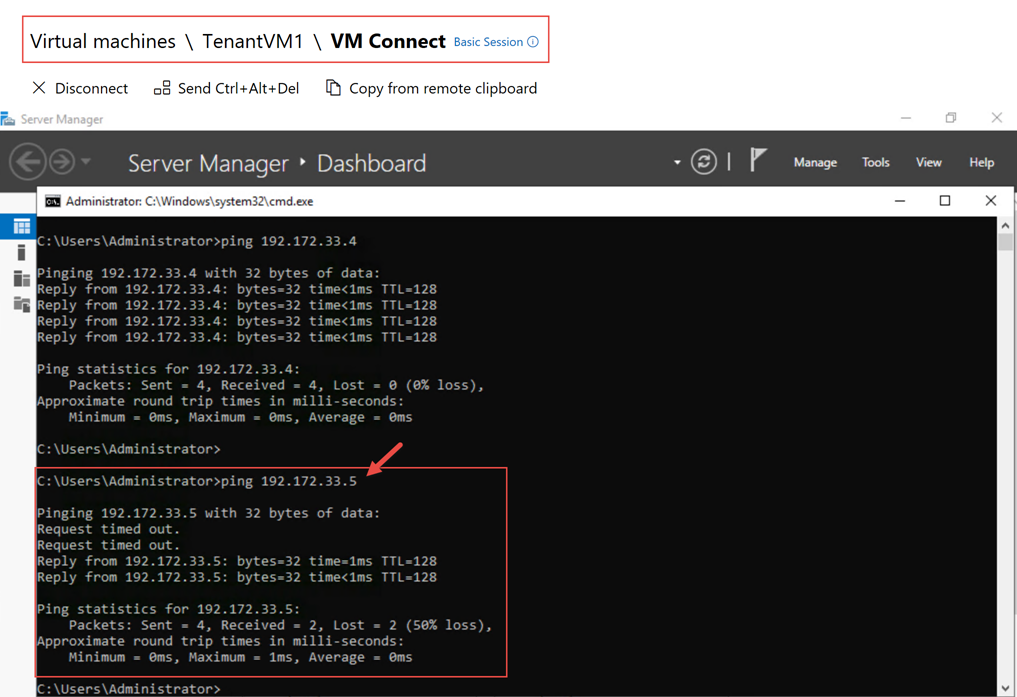 Virtual machines \ TenantVM1 \ VM Connect Basic Session
Disconnect Send Ctrl+Alt+Del Copy from remote clipboard
Server Manager
Server Manager Dashboard Manage Tools View Help
Administrator: C:\Windows\system32\cmd.exe
C:\Users\Administrator>ping 192.172.33.4
Pinging 192.172.33.4 with 32 bytes of data:
Reply from 192.172.33.4: bytes=32 time<1ms TTL=128
Reply from 192.172.33.4: bytes=32 time<1ms TTL=128
Reply from 192.172.33.4: bytes=32 time<1ms TTL=128
Reply from 192.172.33.4: bytes=32 time<1ms TTL=128
Ping statistics for 192.172.33.4:
Packets: Sent = 4, Received = 4, Lost = 0 (0% loss),
Approximate round trip times in milli-seconds:
Minimum = 0ms, Maximum = 0ms, Average = 0ms
C:\Users\Administrator>
C:\Users\Administrator>ping 192.172.33.5
Pinging 192.172.33.5 with 32 bytes of data:
Request timed out.
Request timed out.
Reply from 192.172.33.5: bytes=32 time=1ms TTL=128
Reply from 192.172.33.5: bytes=32 time<1ms TTL=128
Ping statistics for 192.172.33.5:
Packets: Sent = 4, Received = 2, Lost = 2 (50% loss),
Approximate round trip times in milli-seconds:
Minimum = 0ms, Maximum = 1ms, Average = 0ms
C:\Users\Administrator>